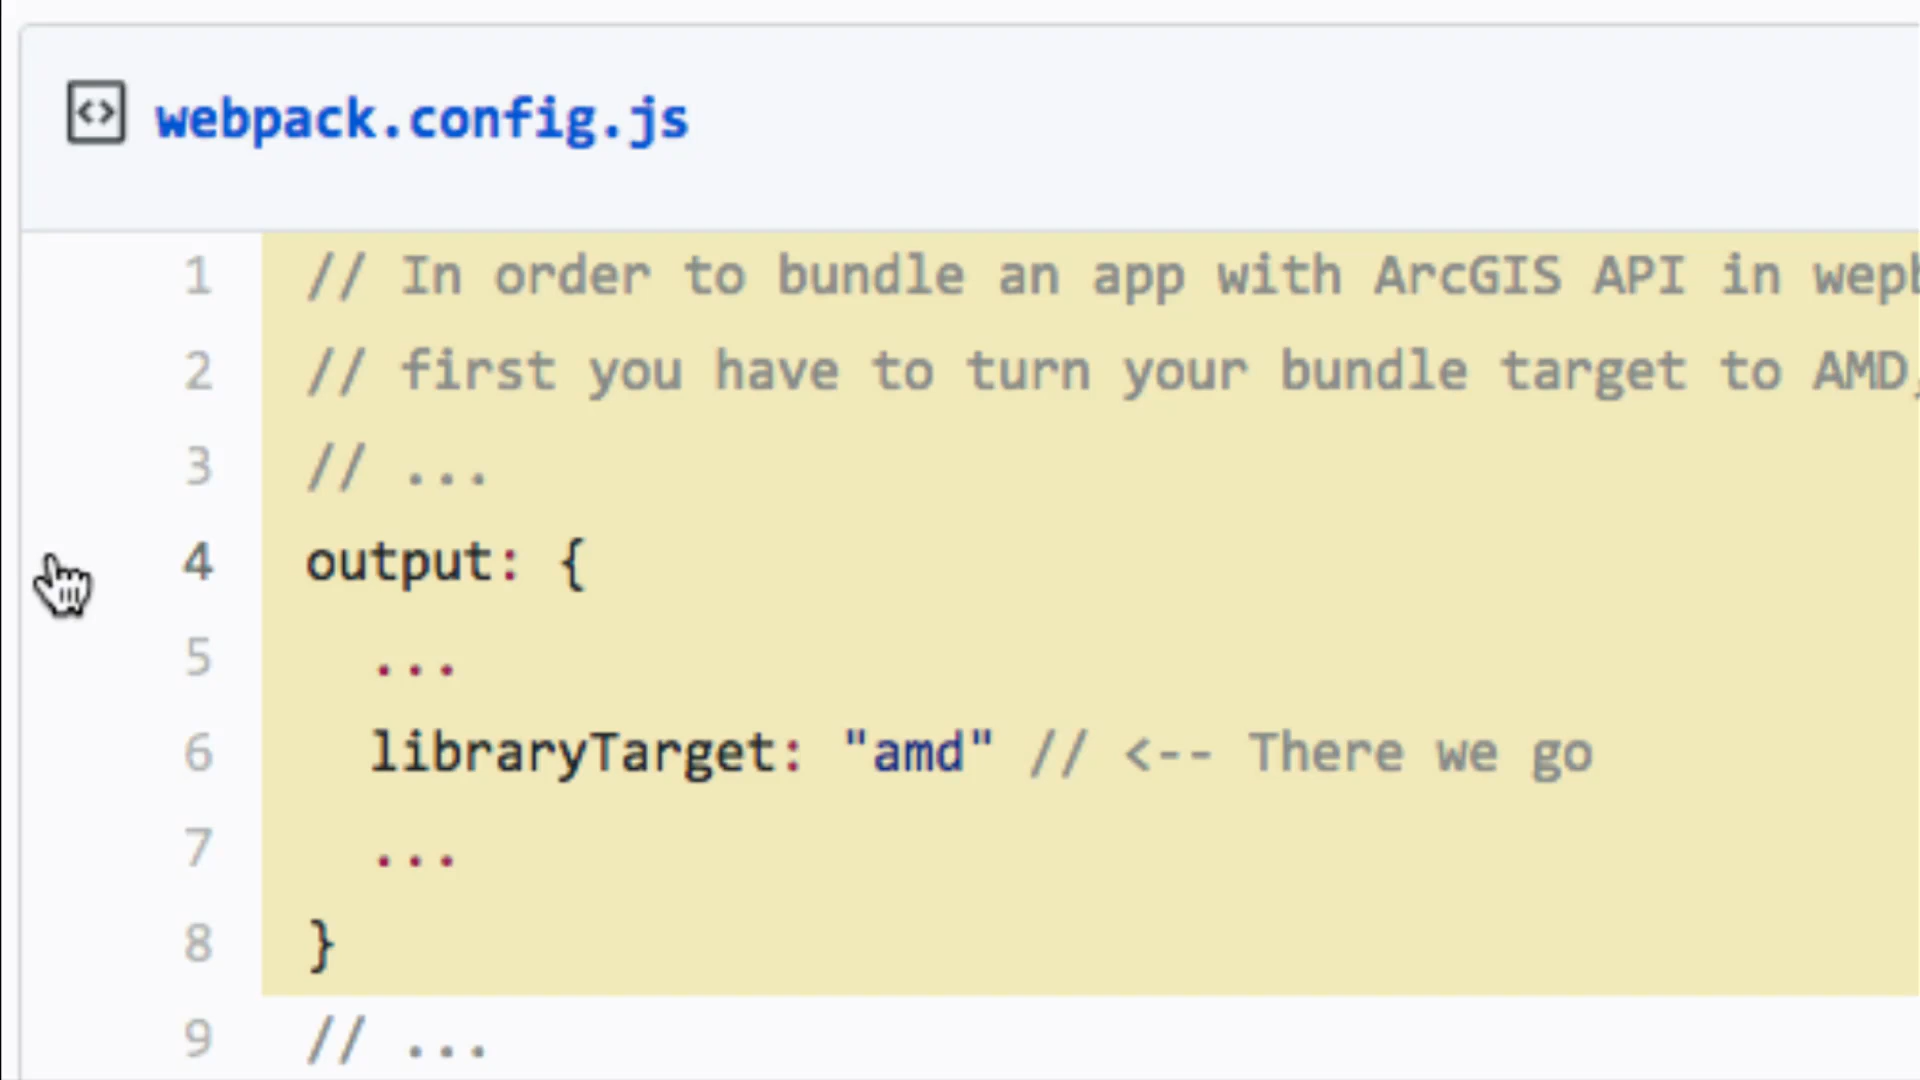 webpack.config.js
1 // In order to bundle an app with ArcGIS API in
2 // first you have to turn your bundle target to AMD,
3 // ...
4 output: {
5 ...
6 libraryTarget: "amd" // <-- There we go
7 ...
8 }
9 // ...